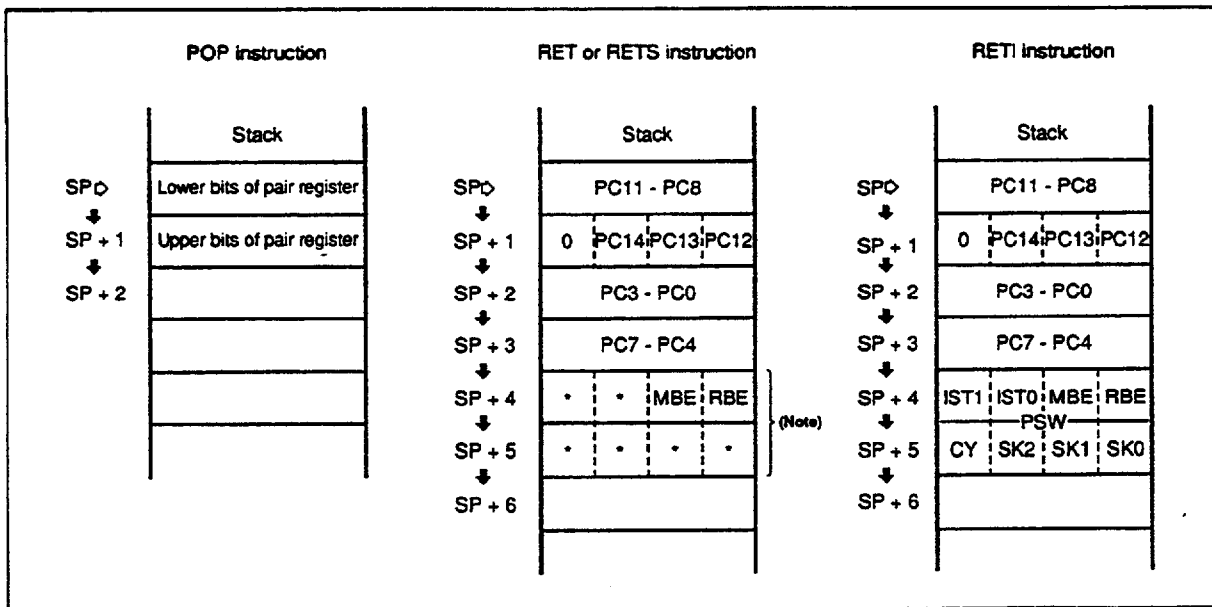 POP instruction
Stack
SP
Lower bits of pair register
SP + 1
Upper bits of pair register
SP + 2
RET or RETS instruction
Stack
SP
PC11 - PC8
SP + 1
0 PC14 PC13 PC12
SP + 2
PC3 - PC0
SP + 3
PC7 - PC4
SP + 4
* * MBE RBE
(Note)
SP + 5
* * * *
SP + 6
RETI instruction
Stack
SP
PC11 - PC8
SP + 1
0 PC14 PC13 PC12
SP + 2
PC3 - PC0
SP + 3
PC7 - PC4
SP + 4
IST1 IST0 MBE RBE
PSW
SP + 5
CY SK2 SK1 SK0
SP + 6